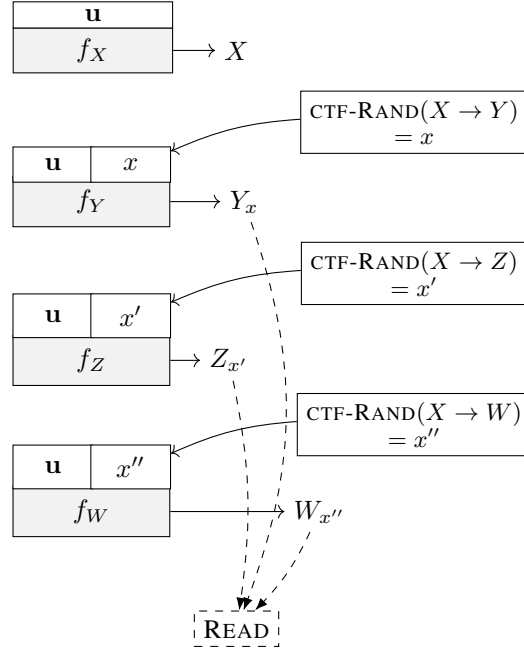 u
f_X X
CTF-RAND(X → Y)
= x
u x
f_Y Y_x
CTF-RAND(X → Z)
= x′
u x′
f_Z Z_{x′}
CTF-RAND(X → W)
= x′′
u x′′
f_W W_{x′′}
READ